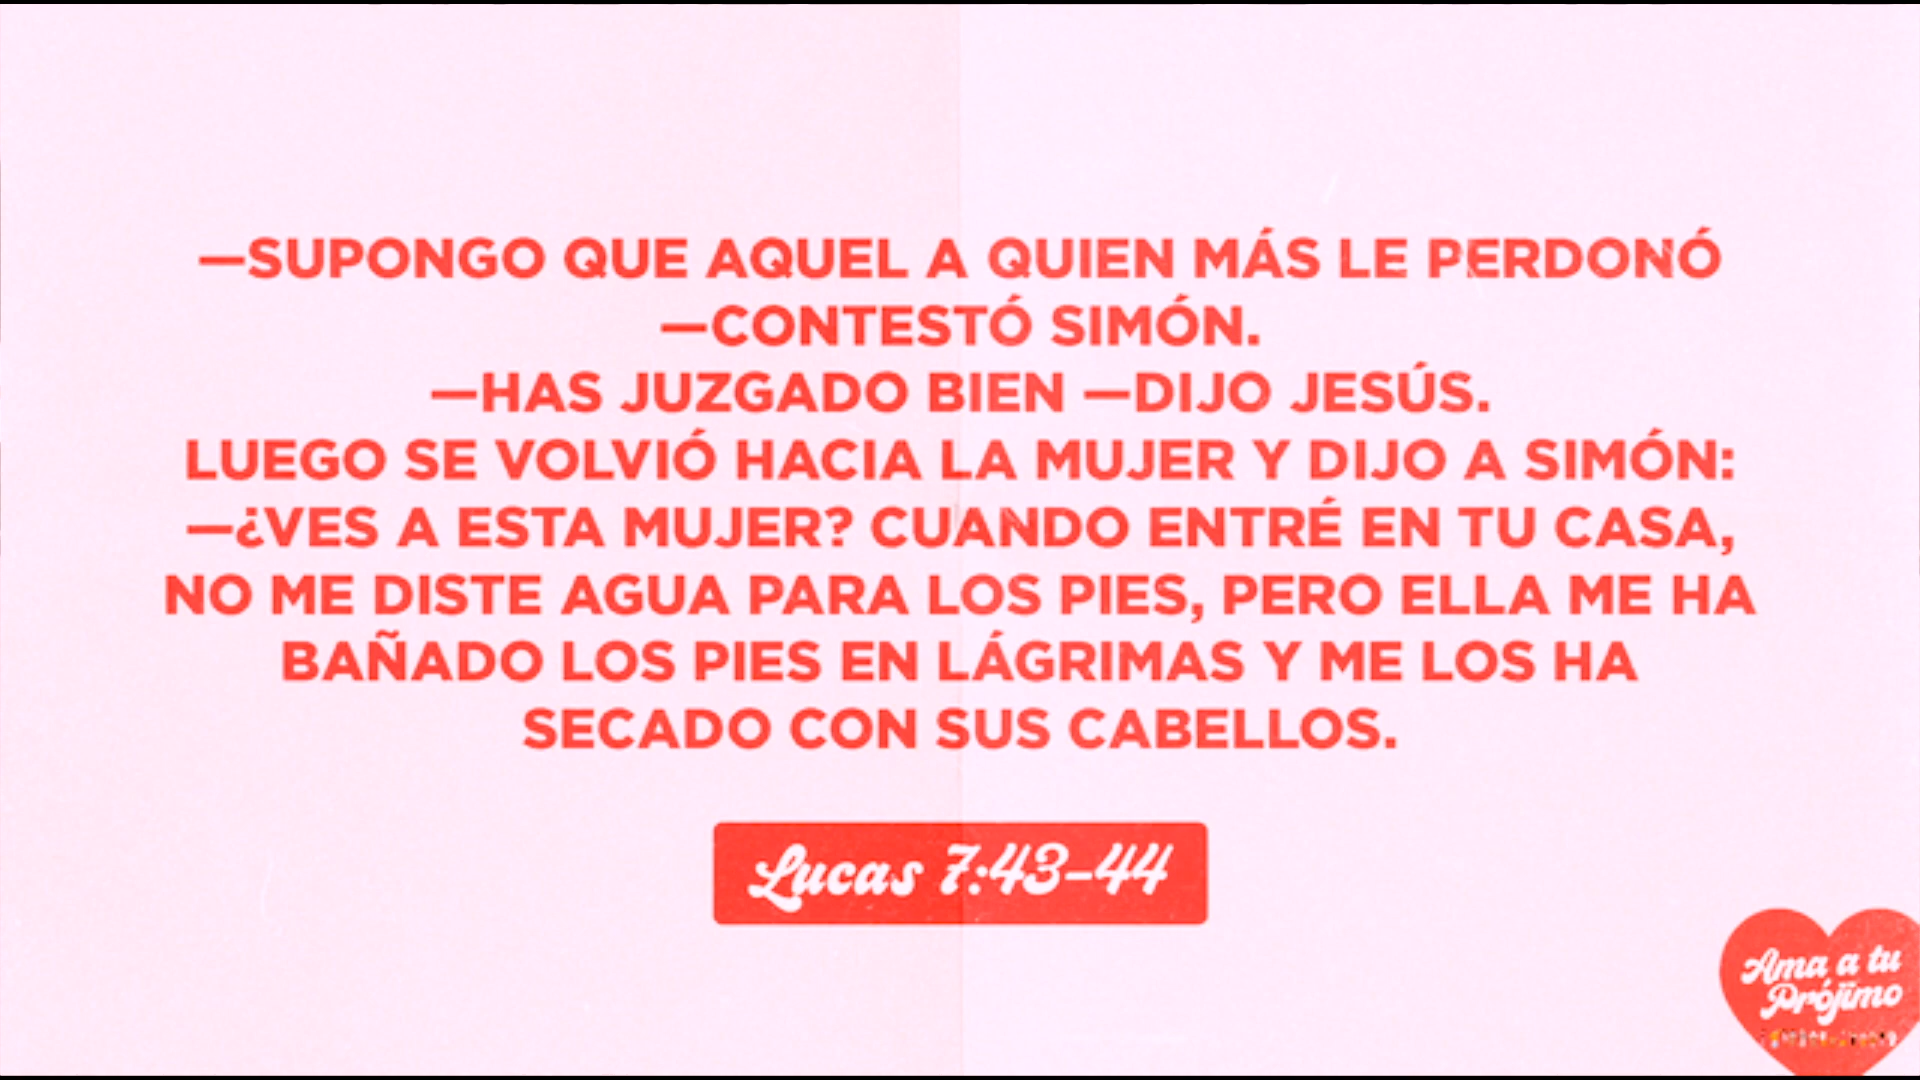 —SUPONGO QUE AQUEL A QUIEN MÁS LE PERDONÓ
—CONTESTÓ SIMÓN.
—HAS JUZGADO BIEN —DIJO JESÚS.
LUEGO SE VOLVIÓ HACIA LA MUJER Y DIJO A SIMÓN:
—¿VES A ESTA MUJER? CUANDO ENTRÉ EN TU CASA,
NO ME DISTE AGUA PARA LOS PIES, PERO ELLA ME HA
BAÑADO LOS PIES EN LÁGRIMAS Y ME LOS HA
SECADO CON SUS CABELLOS.
Lucas 7:43-44
Ama a tu
Prójimo